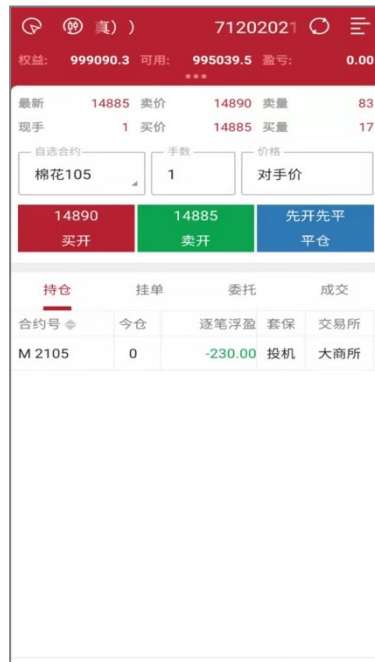 真) ) 71202021
权益: 999090.3 可用: 995039.5 盈亏: 0.00
最新 14885 卖价 14890 卖量 83
现手 1 买价 14885 买量 17
自选合约 手数 价格
棉花105 1 对手价
14890 14885 先开先平
买开 卖开 平仓
持仓 挂单 委托 成交
合约号 今仓 逐笔浮盈 套保 交易所
M 2105 0 -230.00 投机 大商所